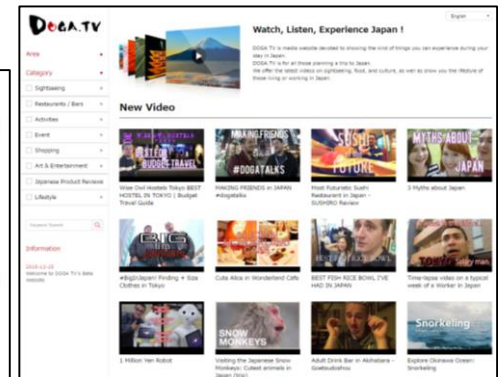 DOGA.TV
English
Watch, Listen, Experience Japan !
DOGA.TV is media website devoted to showing the kind of things you can experience during your stay in Japan.
DOGA.TV is for all those planning a trip to Japan.
We offer the latest videos on sightseeing, food, and culture, as well as show you the lifestyle of those living or working in Japan.
Area
Category
Sightseeing
Restaurants / Bars
Activities
Event
Shopping
Art & Entertainment
Japanese Product Reviews
Lifestyle
Information
Welcome to DOGA TV's Beta website.
New Video
BEST FOR
BUDGET TRAVEL
MAKING FRIENDS
#DOGATALKS
SUSHI
FUTURE
MYTHS ABOUT
JAPAN
Wise Owl Hostels Tokyo BEST
HOSTEL IN TOKYO | Budget
Travel Guide
MAKING FRIENDS in JAPAN
#dogatalks
Most Futuristic Sushi
Restaurant in Japan -
SUSHIRO Review
3 Myths about Japan
BIG
#BigInJapan! Finding + Size
Clothes in Tokyo
Cute Alice in Wonderland Cafe
BEST FISH RICE BOWL I'VE
HAD IN JAPAN
Time-lapse video on a typical
week of a Worker in Japan
SNOW
MONKEYS
Snorkeling
1 Million Yen Robot
Visiting the Japanese Snow
Monkeys: Cutest animals in
Japan
Adult Drink Bar in Akihabara -
Explore Okinawa Ocean:
Snorkeling